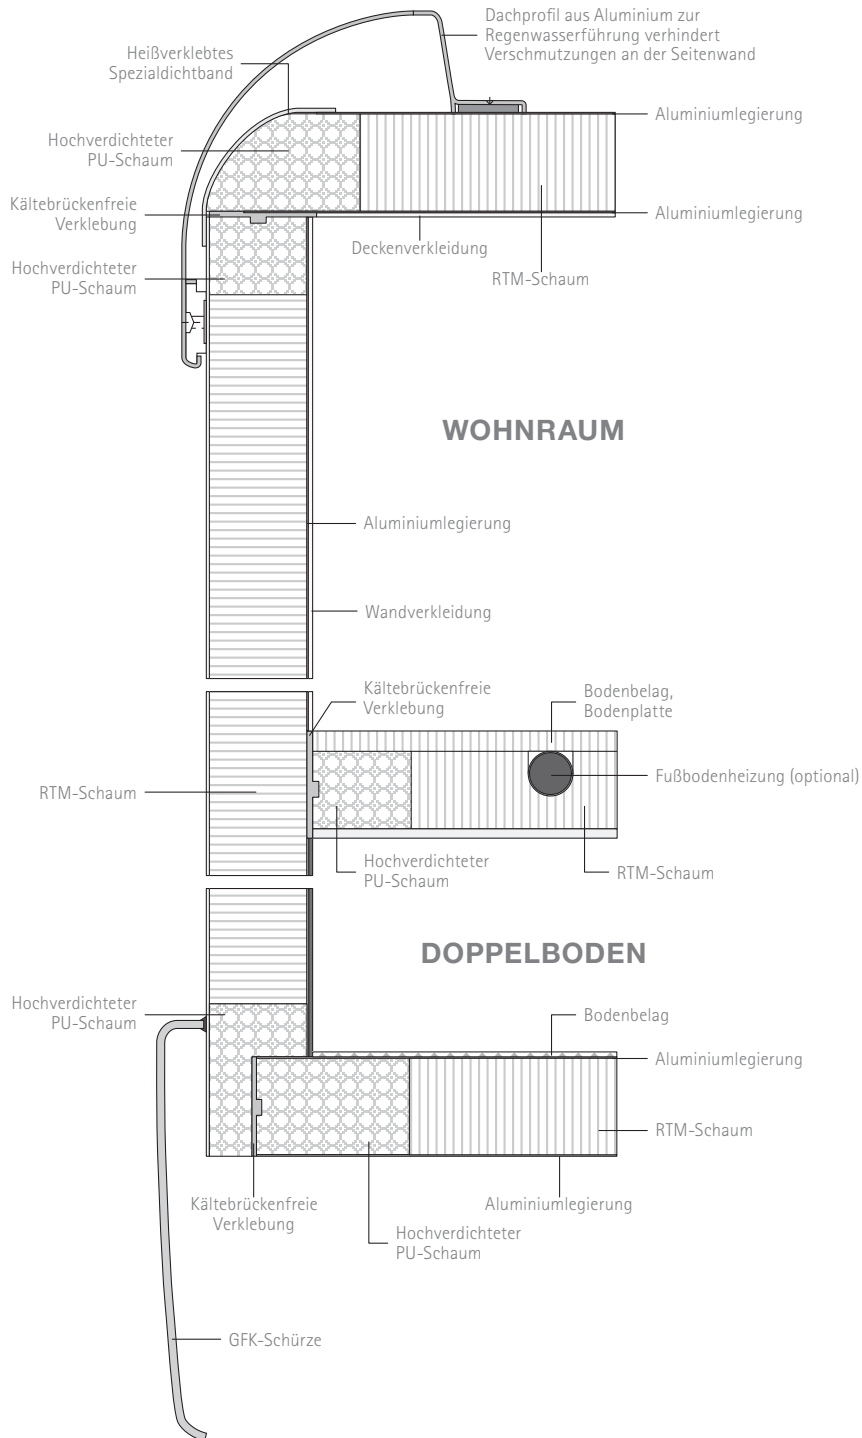 Dachprofil aus Aluminium zur
Regenwasserführung verhindert
Verschmutzungen an der Seitenwand
Heißverklebtes
Spezialdichtband
Aluminiumlegierung
Hochverdichteter
PU-Schaum
Kältebrückenfreie
Verklebung
Aluminiumlegierung
Deckenverkleidung
Hochverdichteter
PU-Schaum
RTM-Schaum
WOHNRAUM
Aluminiumlegierung
Wandverkleidung
Kältebrückenfreie
Verklebung
Bodenbelag,
Bodenplatte
RTM-Schaum
Fußbodenheizung (optional)
Hochverdichteter
PU-Schaum
RTM-Schaum
DOPPELBODEN
Hochverdichteter
PU-Schaum
Bodenbelag
Aluminiumlegierung
RTM-Schaum
Kältebrückenfreie
Verklebung
Aluminiumlegierung
Hochverdichteter
PU-Schaum
GFK-Schürze